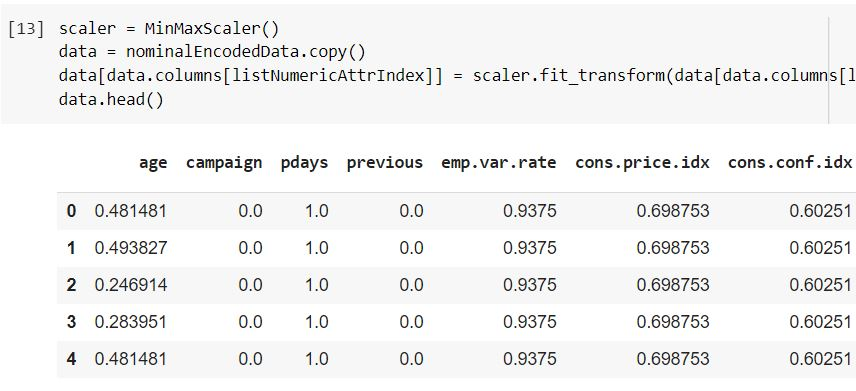 [13] scaler = MinMaxScaler()
data = nominalEncodedData.copy()
data[data.columns[listNumericAttrIndex]] = scaler.fit_transform(data[data.columns[l
data.head()
age campaign pdays previous emp.var.rate cons.price.idx cons.conf.idx
0 0.481481 0.0 1.0 0.0 0.9375 0.698753 0.60251
1 0.493827 0.0 1.0 0.0 0.9375 0.698753 0.60251
2 0.246914 0.0 1.0 0.0 0.9375 0.698753 0.60251
3 0.283951 0.0 1.0 0.0 0.9375 0.698753 0.60251
4 0.481481 0.0 1.0 0.0 0.9375 0.698753 0.60251